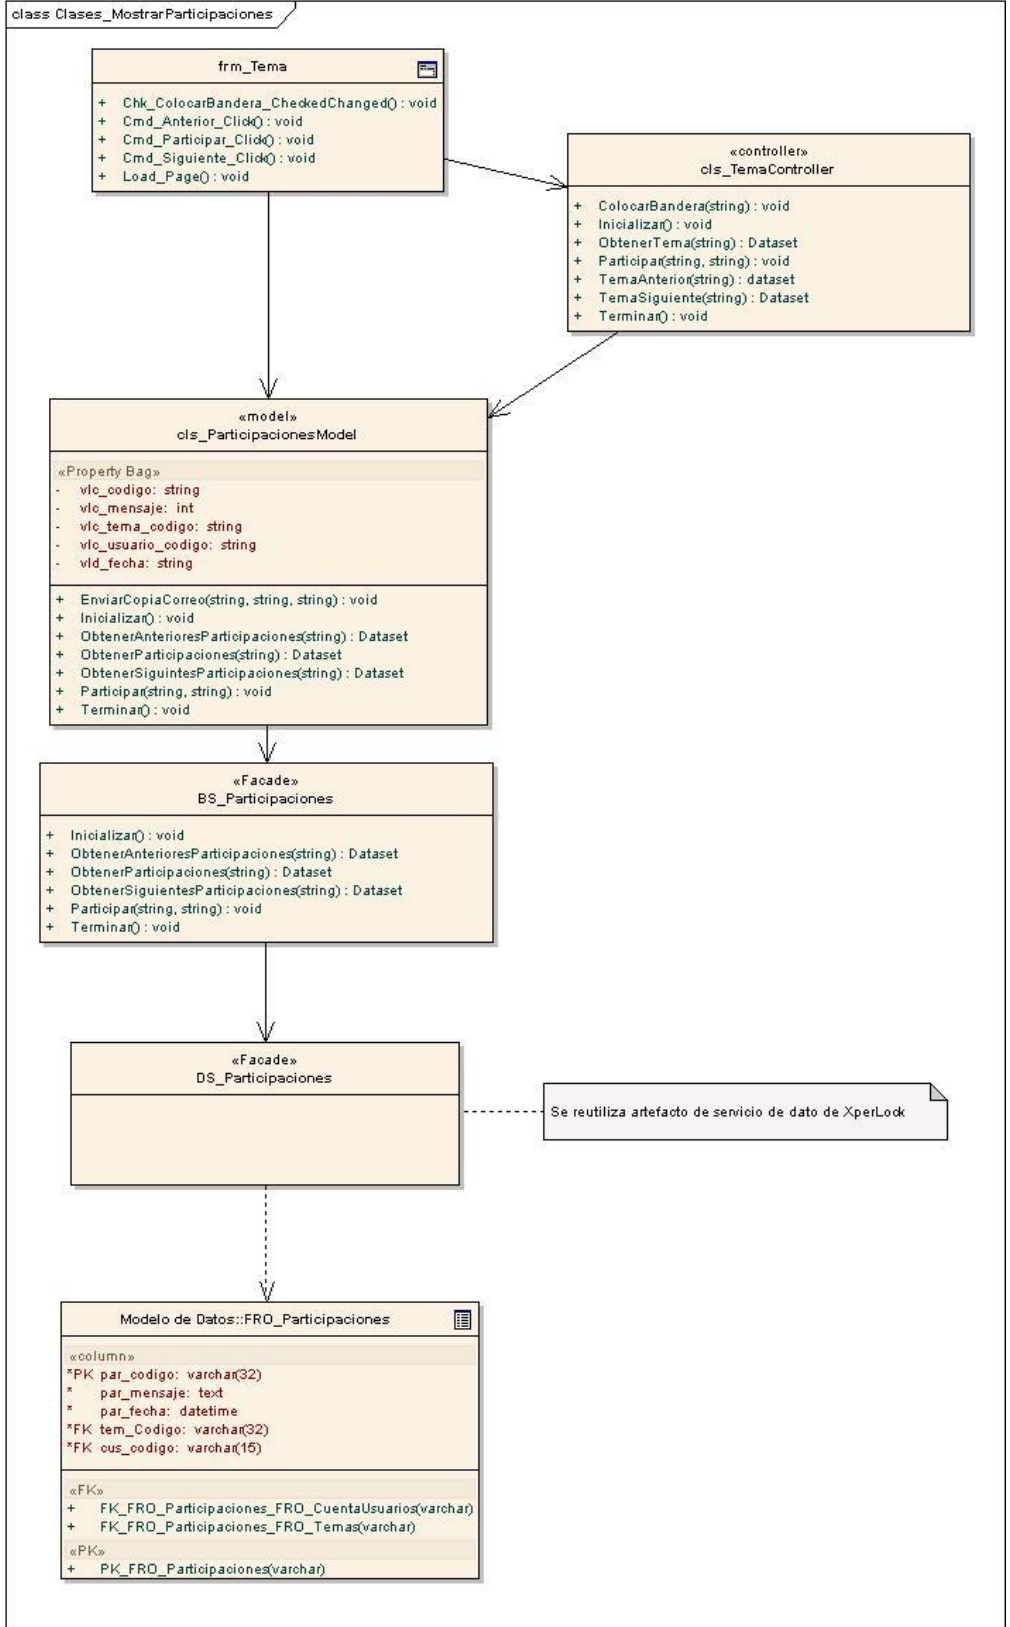 class Clases_MostrarParticipaciones
frm_Tema
+ Chk_ColocarBandera_CheckedChanged() : void
+ Cmd_Anterior_Click() : void
+ Cmd_Participar_Click() : void
+ Cmd_Siguiente_Click() : void
+ Load_Page() : void
«controller»
cls_TemaController
+ ColocarBandera(string) : void
+ Inicializar() : void
+ ObtenerTema(string) : Dataset
+ Participar(string, string) : void
+ TemaAnterior(string) : dataset
+ TemaSiguiente(string) : Dataset
+ Terminar() : void
«model»
cls_ParticipacionesModel
«Property Bag»
- vlc_codigo: string
- vlc_mensaje: int
- vlc_tema_codigo: string
- vlc_usuario_codigo: string
- vld_fecha: string
+ EnviarCopiaCorreo(string, string, string) : void
+ Inicializar() : void
+ ObtenerAnterioresParticipaciones(string) : Dataset
+ ObtenerParticipaciones(string) : Dataset
+ ObtenerSiguintesParticipaciones(string) : Dataset
+ Participar(string, string) : void
+ Terminar() : void
«Facade»
BS_Participaciones
+ Inicializar() : void
+ ObtenerAnterioresParticipaciones(string) : Dataset
+ ObtenerParticipaciones(string) : Dataset
+ ObtenerSiguientesParticipaciones(string) : Dataset
+ Participar(string, string) : void
+ Terminar() : void
«Facade»
DS_Participaciones
Se reutiliza artefacto de servicio de dato de XperLock
Modelo de Datos::FRO_Participaciones
«column»
*PK par_codigo: varchar(32)
* par_mensaje: text
* par_fecha: datetime
*FK tem_Codigo: varchar(32)
*FK cus_codigo: varchar(15)
«FK»
+ FK_FRO_Participaciones_FRO_CuentaUsuarios(varchar)
+ FK_FRO_Participaciones_FRO_Temas(varchar)
«PK»
+ PK_FRO_Participaciones(varchar)